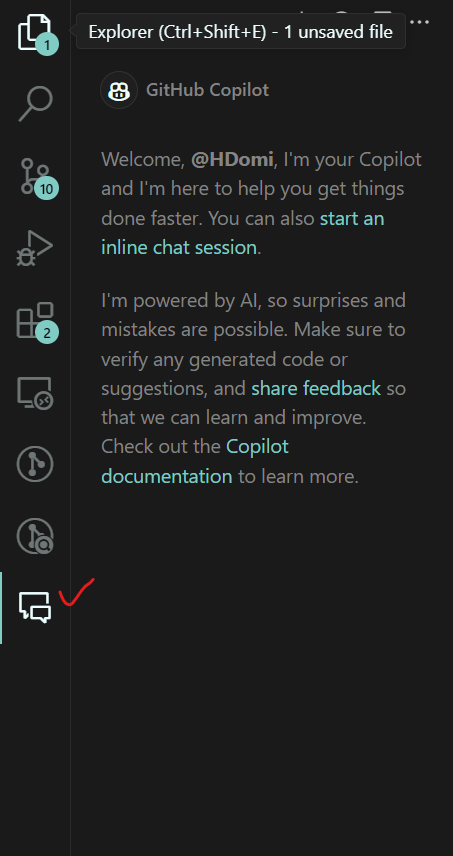 Explorer (Ctrl+Shift+E) - 1 unsaved file
1
GitHub Copilot
Welcome, @HDomi, I'm your Copilot
and I'm here to help you get things
done faster. You can also start an
inline chat session.
10
I'm powered by AI, so surprises and
mistakes are possible. Make sure to
verify any generated code or
suggestions, and share feedback so
that we can learn and improve.
Check out the Copilot
documentation to learn more.
2